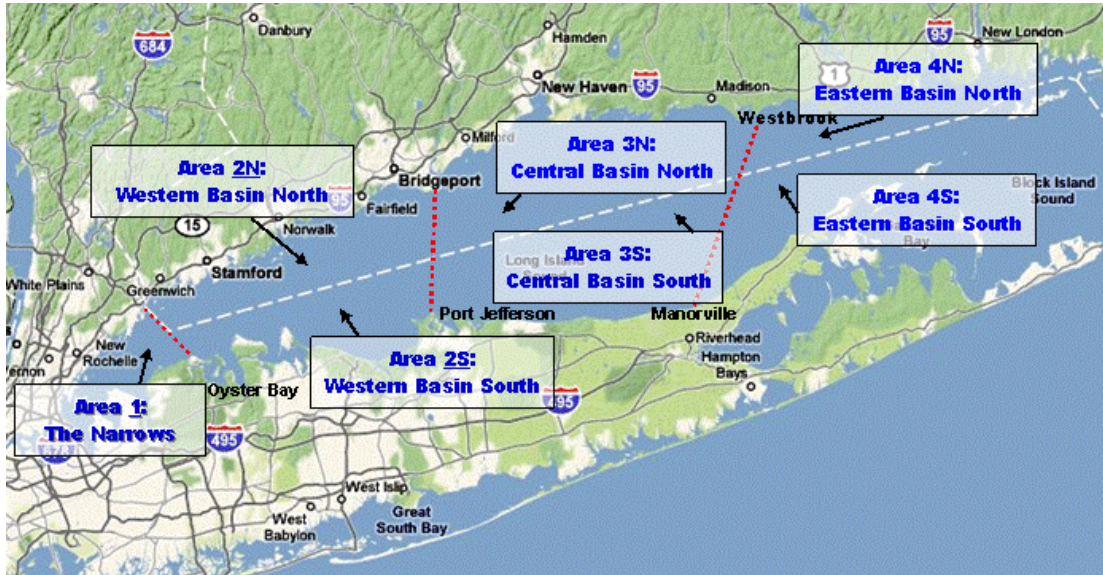 684
Danbury
Hamden
95
New London
New Haven
95
Madison
1
Area 4N:
Eastern Basin North
Westbrook
Milford
Area 3N:
Central Basin North
Area 2N:
Western Basin North
Bridgeport
95
Fairfield
15
Norwalk
Area 4S:
Eastern Basin South
Block Island
Sound
Bay
Stamford
Area 3S:
Central Basin South
Long Island
White Plains
Greenwich
Port Jefferson
Manorville
New
Rochelle
Riverhead
Hampton
Bays
Area 2S:
Western Basin South
495
Oyster Bay
Area 1:
The Narrows
495
West Islip
West
Babylon
Great
South Bay